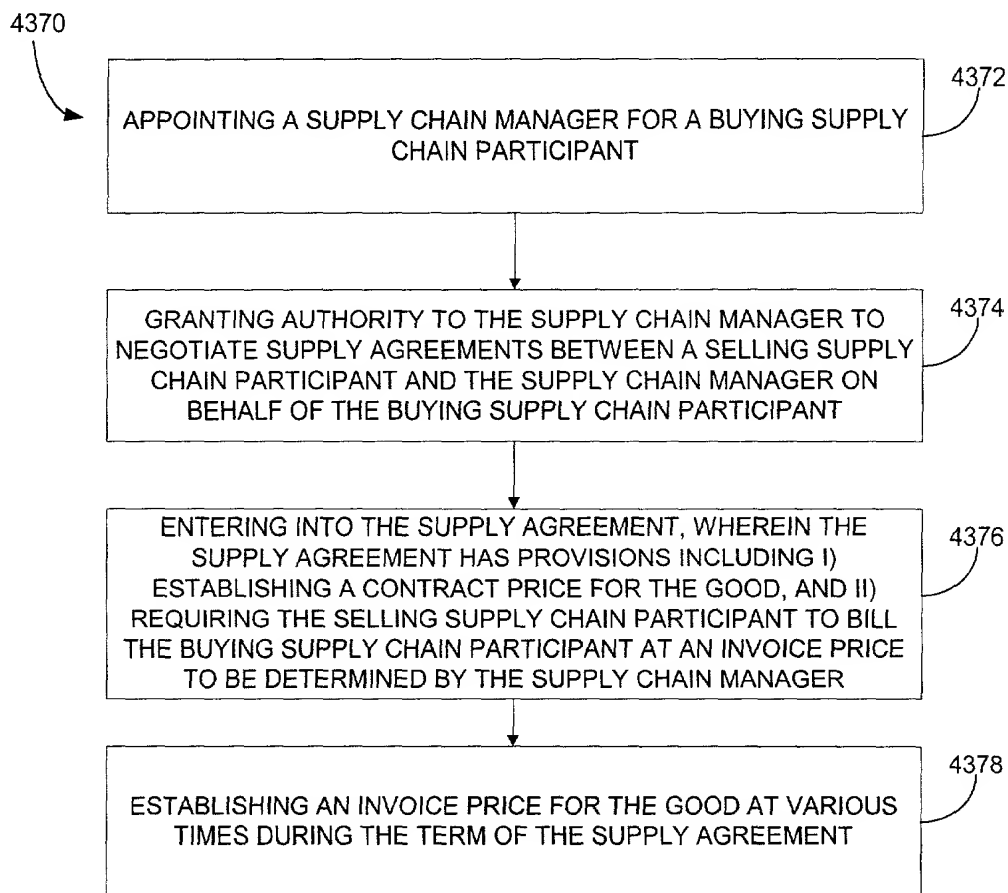 4370
4372
APPOINTING A SUPPLY CHAIN MANAGER FOR A BUYING SUPPLY
CHAIN PARTICIPANT
4374
GRANTING AUTHORITY TO THE SUPPLY CHAIN MANAGER TO
NEGOTIATE SUPPLY AGREEMENTS BETWEEN A SELLING SUPPLY
CHAIN PARTICIPANT AND THE SUPPLY CHAIN MANAGER ON
BEHALF OF THE BUYING SUPPLY CHAIN PARTICIPANT
4376
ENTERING INTO THE SUPPLY AGREEMENT, WHEREIN THE
SUPPLY AGREEMENT HAS PROVISIONS INCLUDING I)
ESTABLISHING A CONTRACT PRICE FOR THE GOOD, AND II)
REQUIRING THE SELLING SUPPLY CHAIN PARTICIPANT TO BILL
THE BUYING SUPPLY CHAIN PARTICIPANT AT AN INVOICE PRICE
TO BE DETERMINED BY THE SUPPLY CHAIN MANAGER
4378
ESTABLISHING AN INVOICE PRICE FOR THE GOOD AT VARIOUS
TIMES DURING THE TERM OF THE SUPPLY AGREEMENT